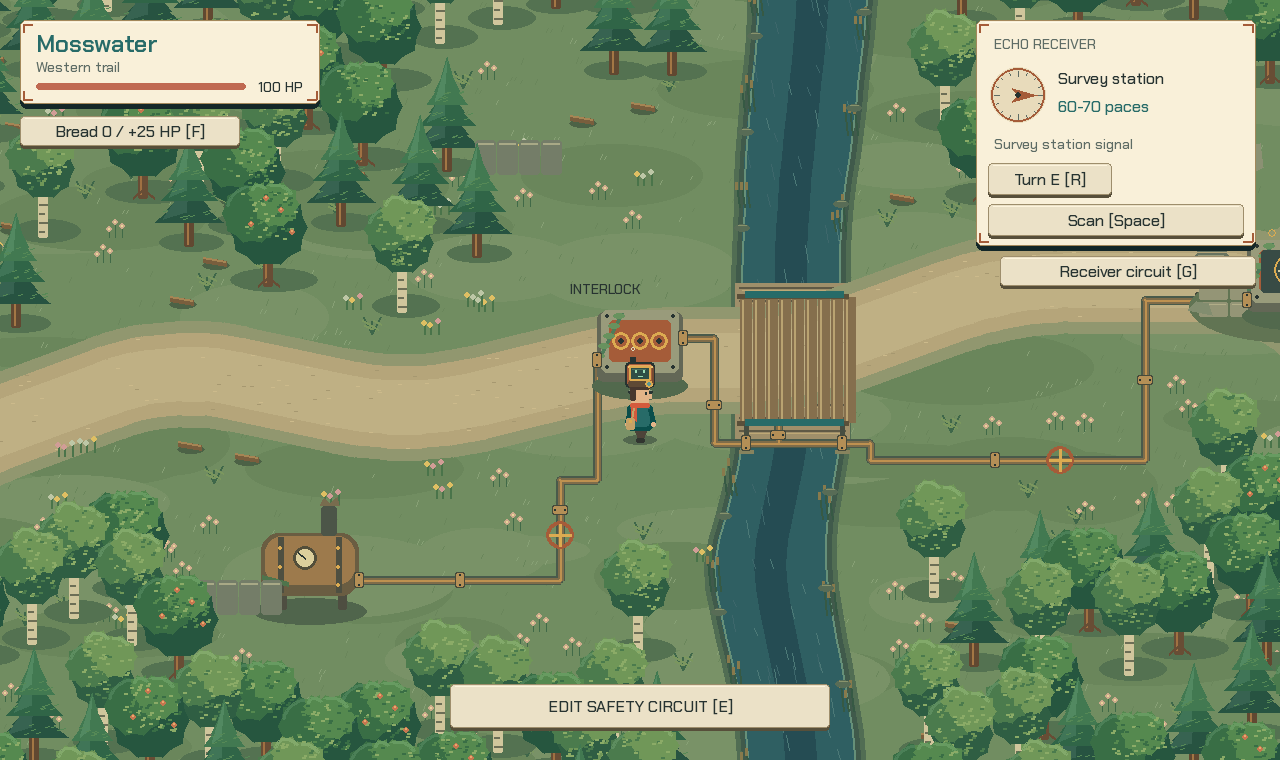 Mosswater
Western trail
100 HP
Bread 0 / +25 HP [F]
ECHO RECEIVER
Survey station
60-70 paces
Survey station signal
Turn E [R]
Scan [Space]
Receiver circuit [G]
INTERLOCK
EDIT SAFETY CIRCUIT [E]